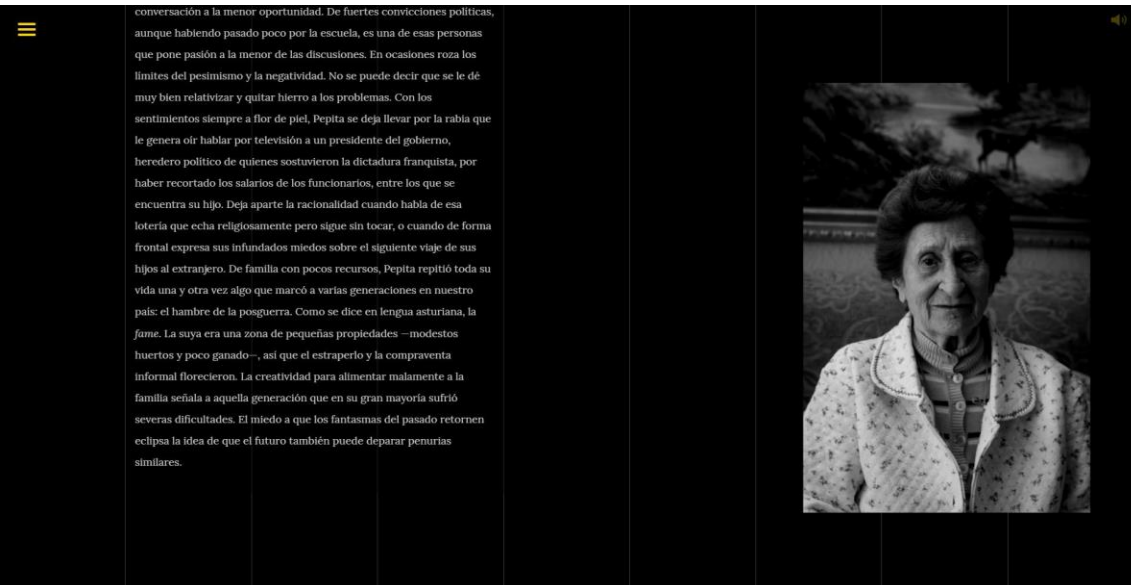 conversación a la menor oportunidad. De fuertes convicciones políticas,
aunque habiendo pasado poco por la escuela, es una de esas personas
que pone pasión a la menor de las discusiones. En ocasiones roza los
límites del pesimismo y la negatividad. No se puede decir que se le dé
muy bien relativizar y quitar hierro a los problemas. Con los
sentimientos siempre a flor de piel, Pepita se deja llevar por la rabia que
le genera oír hablar por televisión a un presidente del gobierno,
heredero político de quienes sostuvieron la dictadura franquista, por
haber recortado los salarios de los funcionarios, entre los que se
encuentra su hijo. Deja aparte la racionalidad cuando habla de esa
lotería que echa religiosamente pero sigue sin tocar, o cuando de forma
frontal expresa sus infundados miedos sobre el siguiente viaje de sus
hijos al extranjero. De familia con pocos recursos, Pepita repitió toda su
vida una y otra vez algo que marcó a varias generaciones en nuestro
país: el hambre de la posguerra. Como se dice en lengua asturiana, la
fame. La suya era una zona de pequeñas propiedades —modestos
huertos y poco ganado—, así que el estraperlo y la compraventa
informal florecieron. La creatividad para alimentar malamente a la
familia señala a aquella generación que en su gran mayoría sufrió
severas dificultades. El miedo a que los fantasmas del pasado retornen
eclipsa la idea de que el futuro también puede deparar penurias
similares.